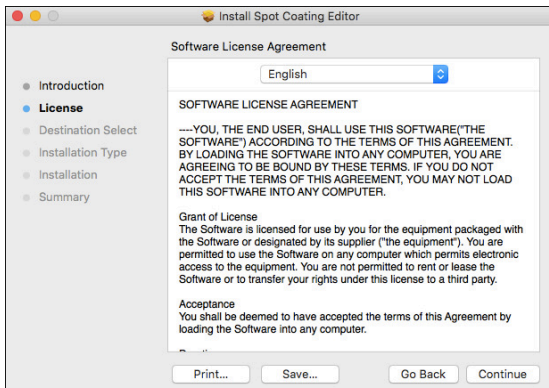 Install Spot Coating Editor
Software License Agreement
Introduction
License
Destination Select
Installation Type
Installation
Summary
English
SOFTWARE LICENSE AGREEMENT
----YOU, THE END USER, SHALL USE THIS SOFTWARE("THE
SOFTWARE") ACCORDING TO THE TERMS OF THIS AGREEMENT.
BY LOADING THE SOFTWARE INTO ANY COMPUTER, YOU ARE
AGREEING TO BE BOUND BY THESE TERMS. IF YOU DO NOT
ACCEPT THE TERMS OF THIS AGREEMENT, YOU MAY NOT LOAD
THIS SOFTWARE INTO ANY COMPUTER.
Grant of License
The Software is licensed for use by you for the equipment packaged with
the Software or designated by its supplier ("the equipment"). You are
permitted to use the Software on any computer which permits electronic
access to the equipment. You are not permitted to rent or lease the
Software or to transfer your rights under this license to a third party.
Acceptance
You shall be deemed to have accepted the terms of this Agreement by
loading the Software into any computer.
Print...
Save...
Go Back
Continue